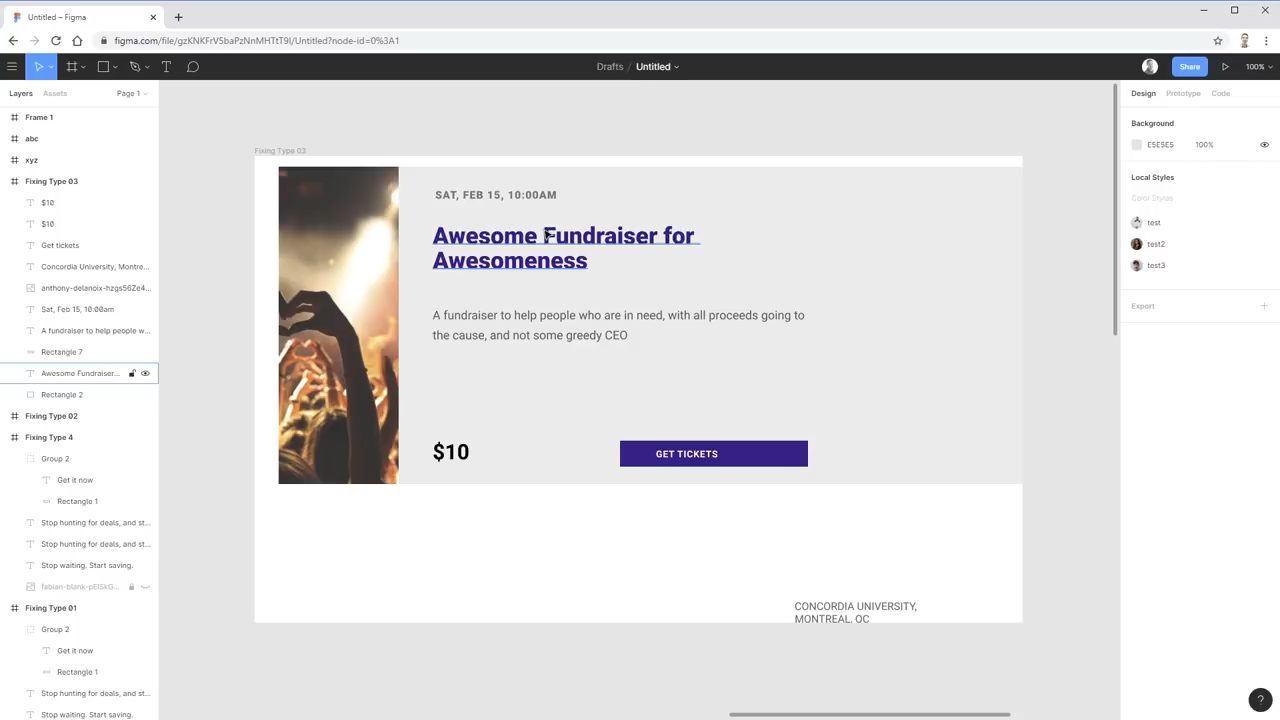 Untitled – Figma
figma.com/file/gzKNKFrV5baPzNnMHTtT9l/Untitled?node-id=0%3A1
Drafts / Untitled
Share
100%
Layers
Assets
Page 1
Design
Prototype
Code
Frame 1
abc
xyz
Fixing Type 03
$10
$10
Get tickets
Concordia University, Montre...
anthony-delanoix-hzgs56Ze4...
Sat, Feb 15, 10:00am
A fundraiser to help people w...
Rectangle 7
Awesome Fundraiser...
Rectangle 2
Fixing Type 02
Fixing Type 4
Group 2
Get it now
Rectangle 1
Stop hunting for deals, and st...
Stop hunting for deals, and st...
Stop waiting. Start saving.
fabian-blank-pElSkG...
Fixing Type 01
Group 2
Get it now
Rectangle 1
Stop hunting for deals, and st...
Stop waiting. Start saving.
Fixing Type 03
SAT, FEB 15, 10:00AM
Awesome Fundraiser for
Awesomeness
A fundraiser to help people who are in need, with all proceeds going to
the cause, and not some greedy CEO
$10
GET TICKETS
CONCORDIA UNIVERSITY,
MONTREAL, QC
Background
E5E5E5
100%
Local Styles
Color Styles
test
test2
test3
Export
?